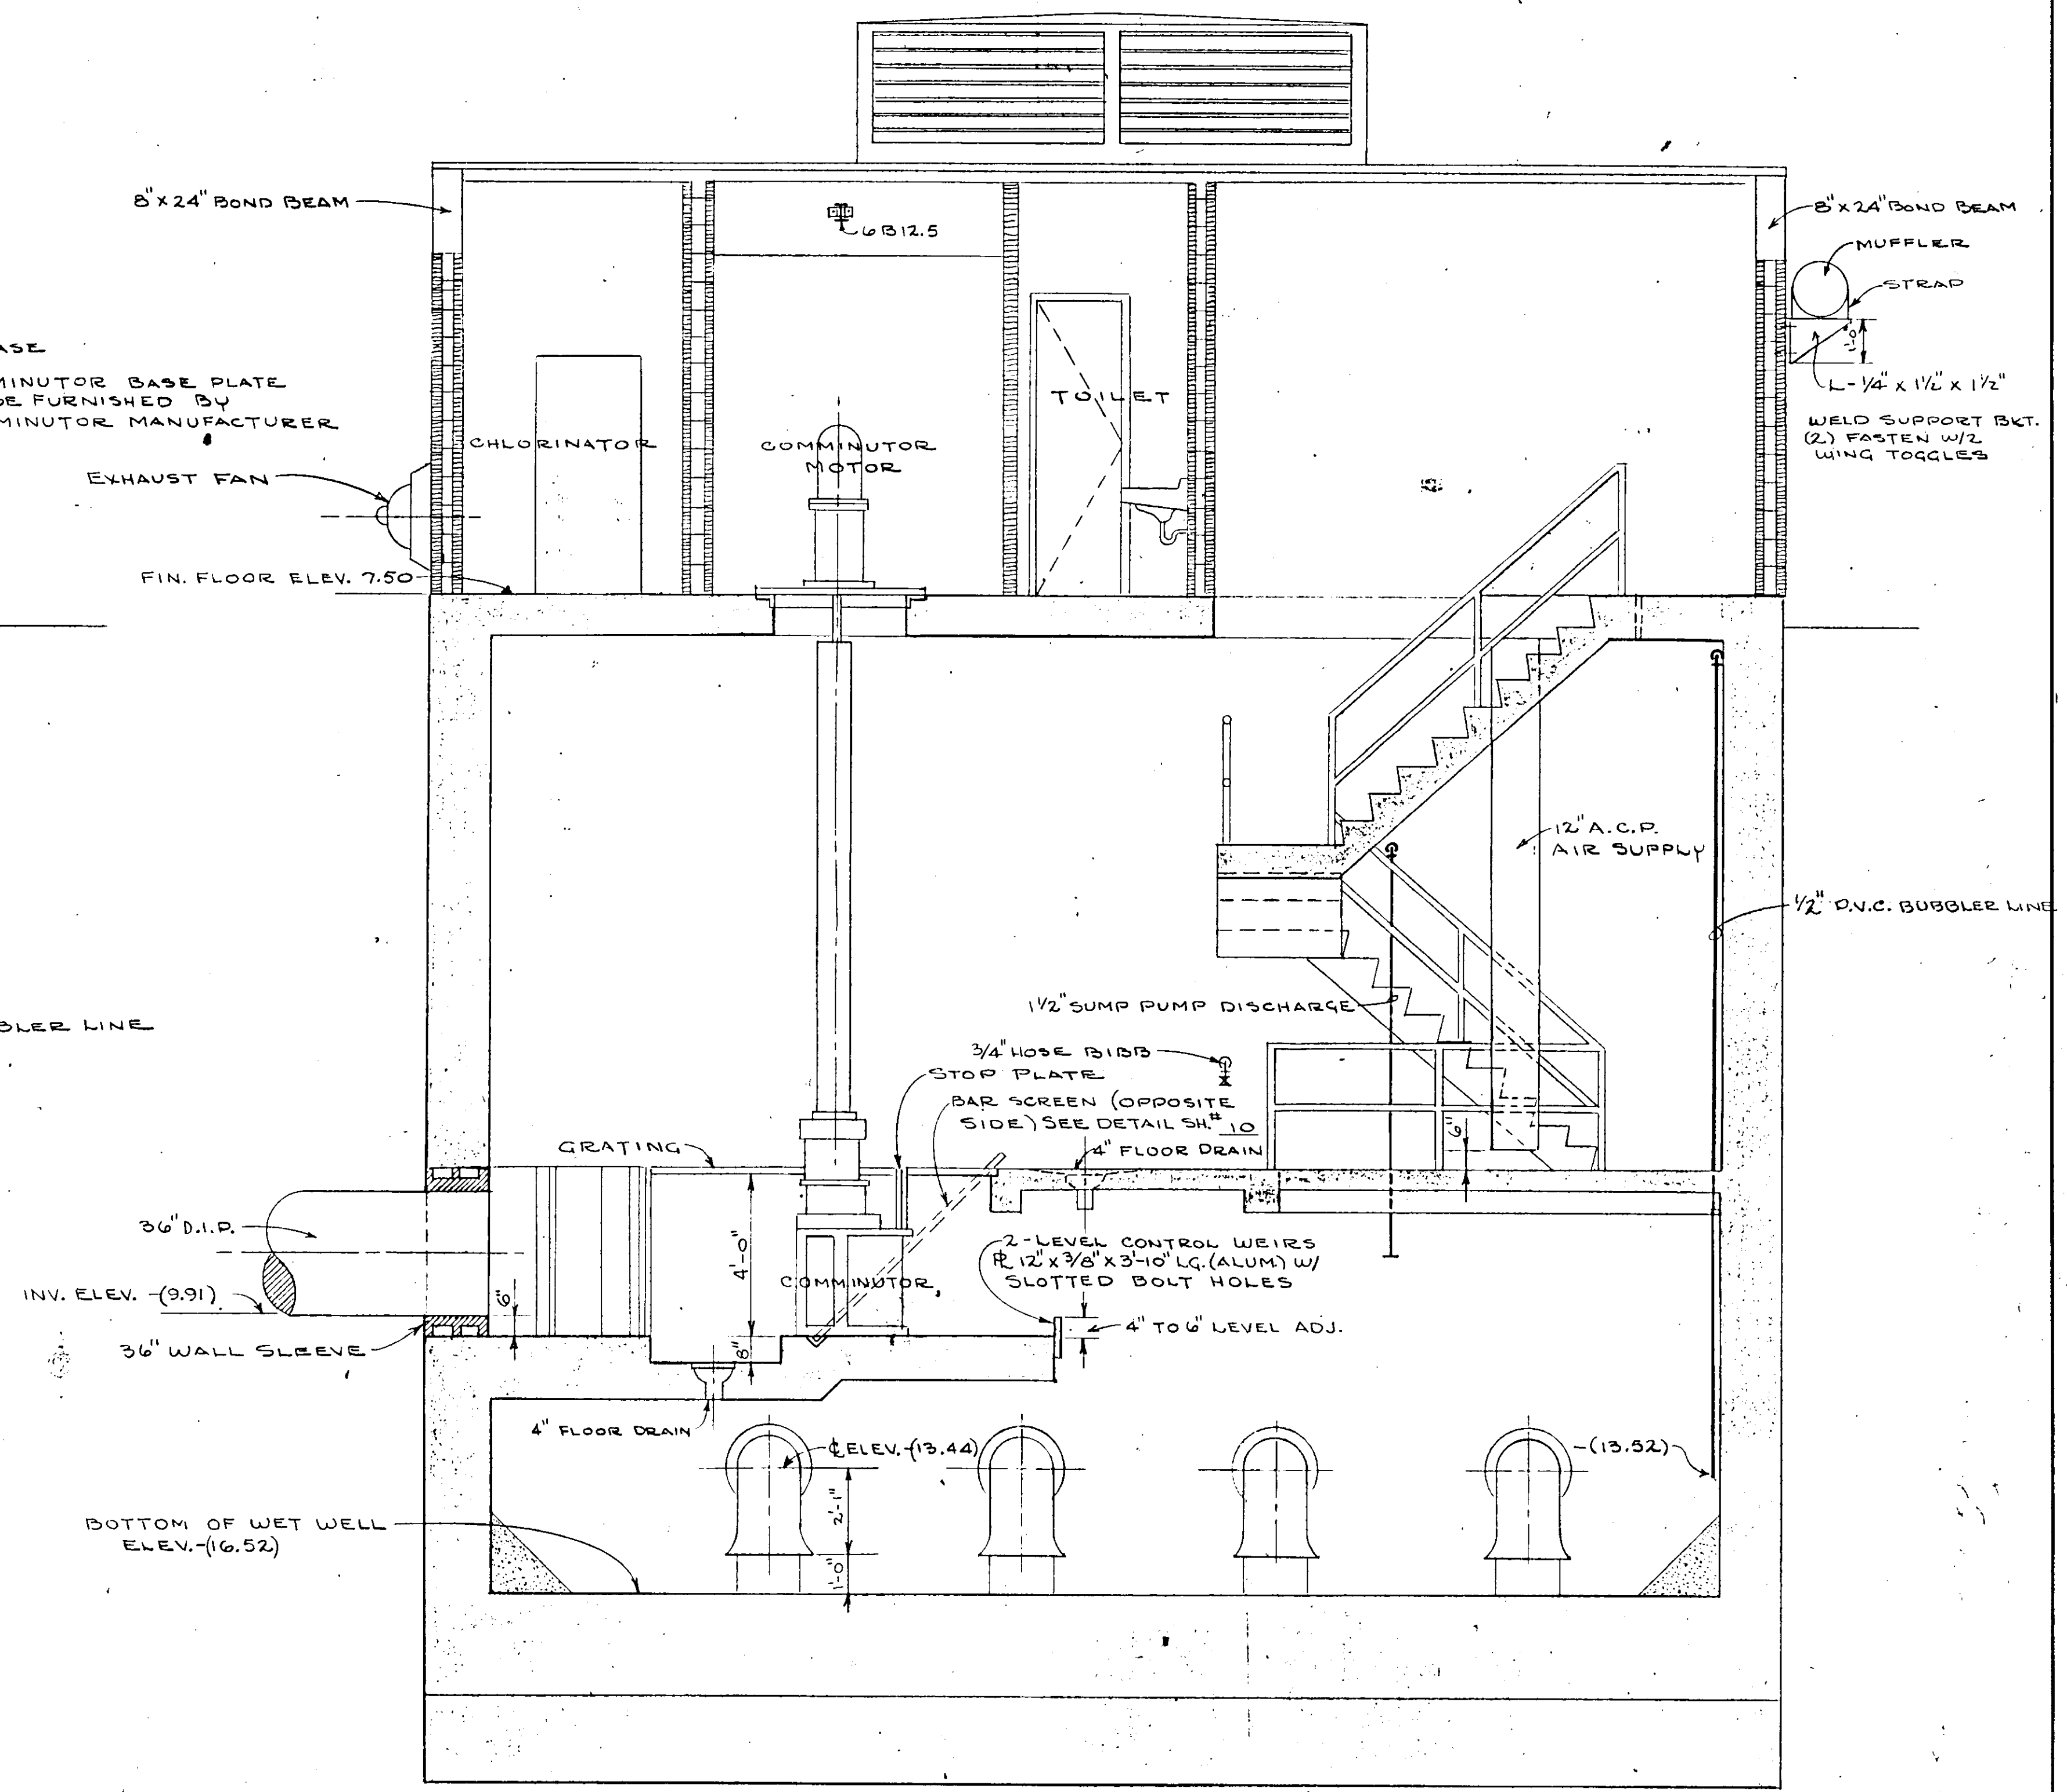 8"X24" BOND BEAM
6B12.5
8"X24" BOND BEAM
MUFFLER
STRAP
1'-0"
L-1/4" x 1 1/2" x 1 1/2"
WELD SUPPORT BKT.
(2) FASTEN W/2
WING TOGGLES
ASE
MINUTOR BASE PLATE
BE FURNISHED BY
MINUTOR MANUFACTURER
EXHAUST FAN
FIN. FLOOR ELEV. 7.50
CHLORINATOR
COMMINUTOR
MOTOR
TOILET
12" A.C.P.
AIR SUPPLY
1/2" P.V.C. BUBBLER LINE
BLER LINE
1 1/2" SUMP PUMP DISCHARGE
3/4" HOSE BIBB
STOP PLATE
BAR SCREEN (OPPOSITE
SIDE) SEE DETAIL SH.# 10
4" FLOOR DRAIN
6"
GRATING
36" D.I.P.
INV. ELEV. -(9.91)
6"
36" WALL SLEEVE
4'-0"
8"
COMMINUTOR
2-LEVEL CONTROL WEIRS
PL 12" x 3/8" x 3'-10" LG. (ALUM.) W/
SLOTTED BOLT HOLES
4" TO 6" LEVEL ADJ.
4" FLOOR DRAIN
℄ ELEV. -(13.44)
-(13.52)
2'-1"
1'-0"
BOTTOM OF WET WELL
ELEV.-(16.52)